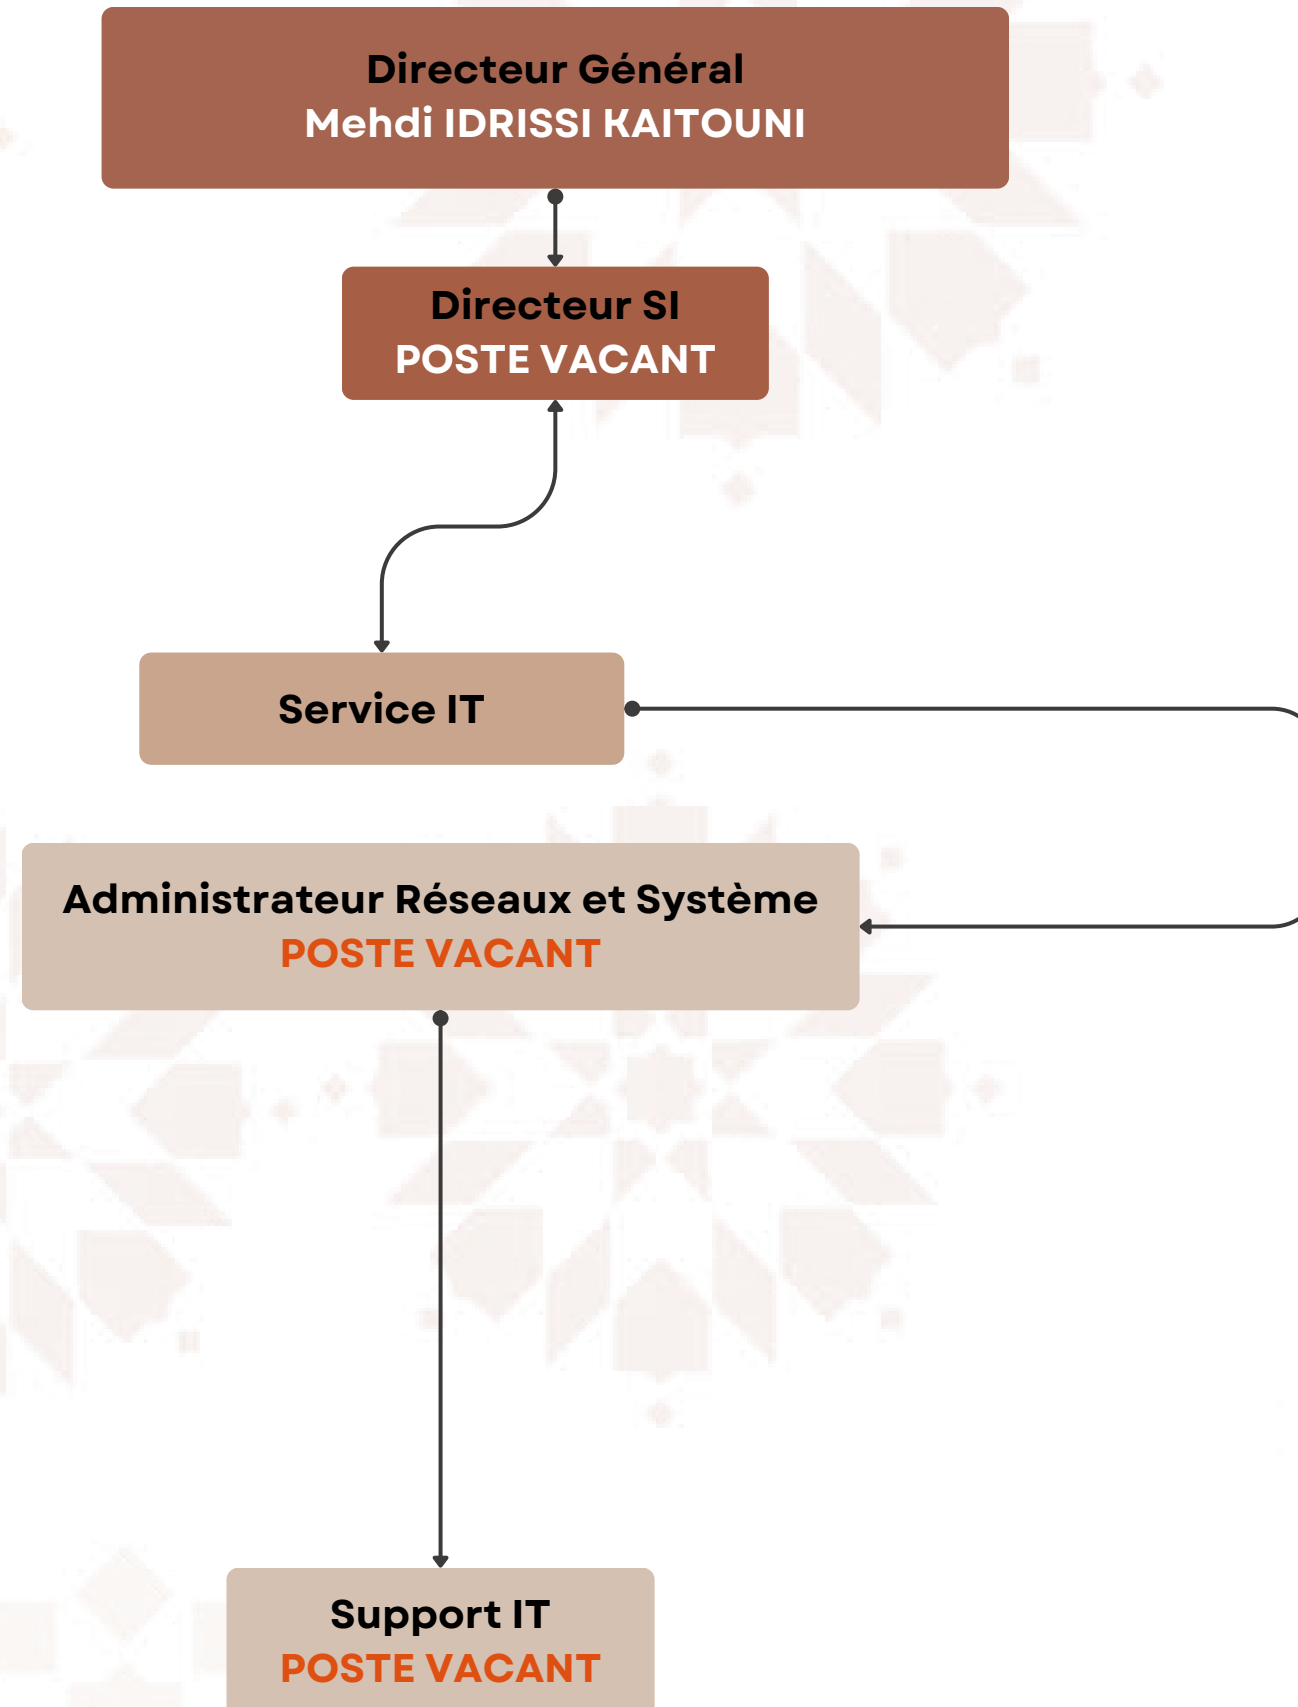 Directeur Général
Mehdi IDRISSI KAITOUNI
Directeur SI
POSTE VACANT
Service IT
Administrateur Réseaux et Système
POSTE VACANT
Support IT
POSTE VACANT